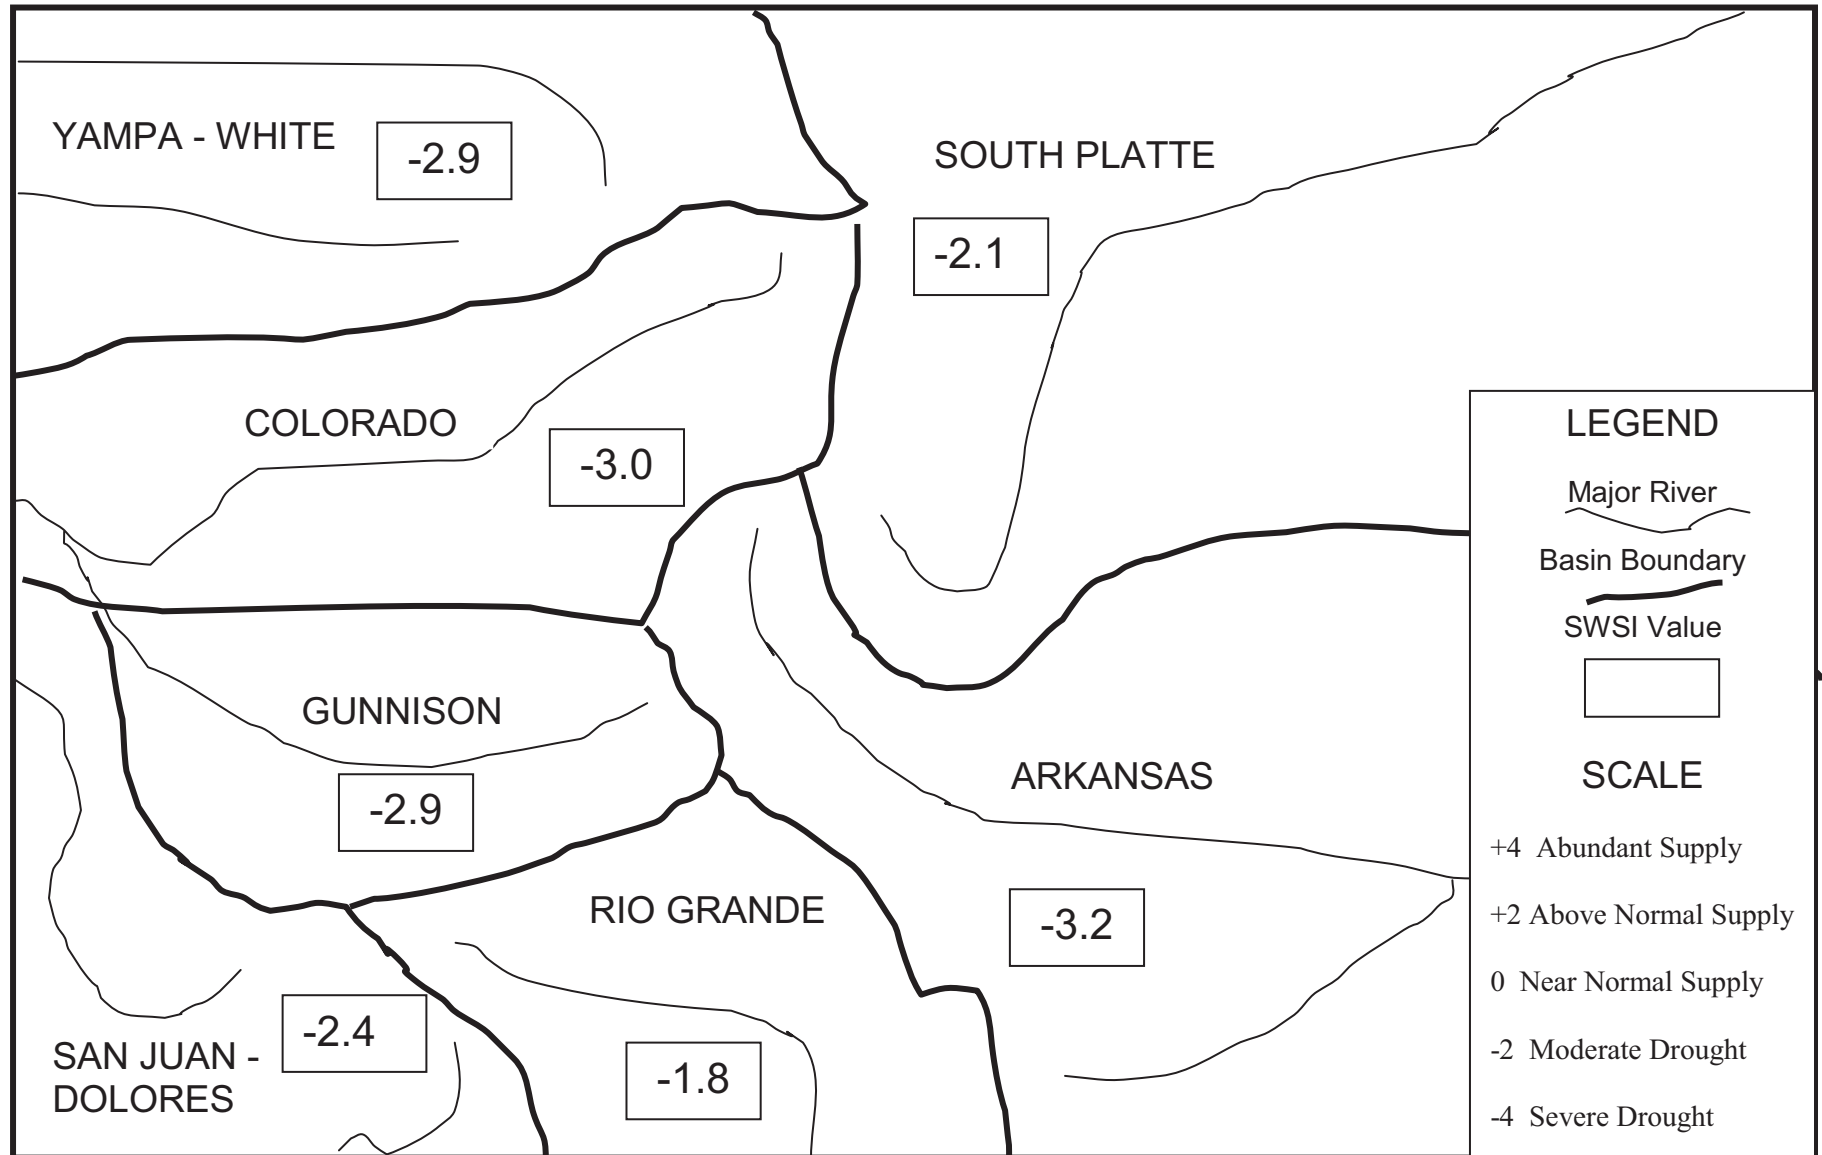 YAMPA - WHITE
-2.9
SOUTH PLATTE
-2.1
COLORADO
-3.0
GUNNISON
-2.9
ARKANSAS
-3.2
RIO GRANDE
-1.8
SAN JUAN -
DOLORES
-2.4
LEGEND
Major River
Basin Boundary
SWSI Value
SCALE
+4 Abundant Supply
+2 Above Normal Supply
0 Near Normal Supply
-2 Moderate Drought
-4 Severe Drought